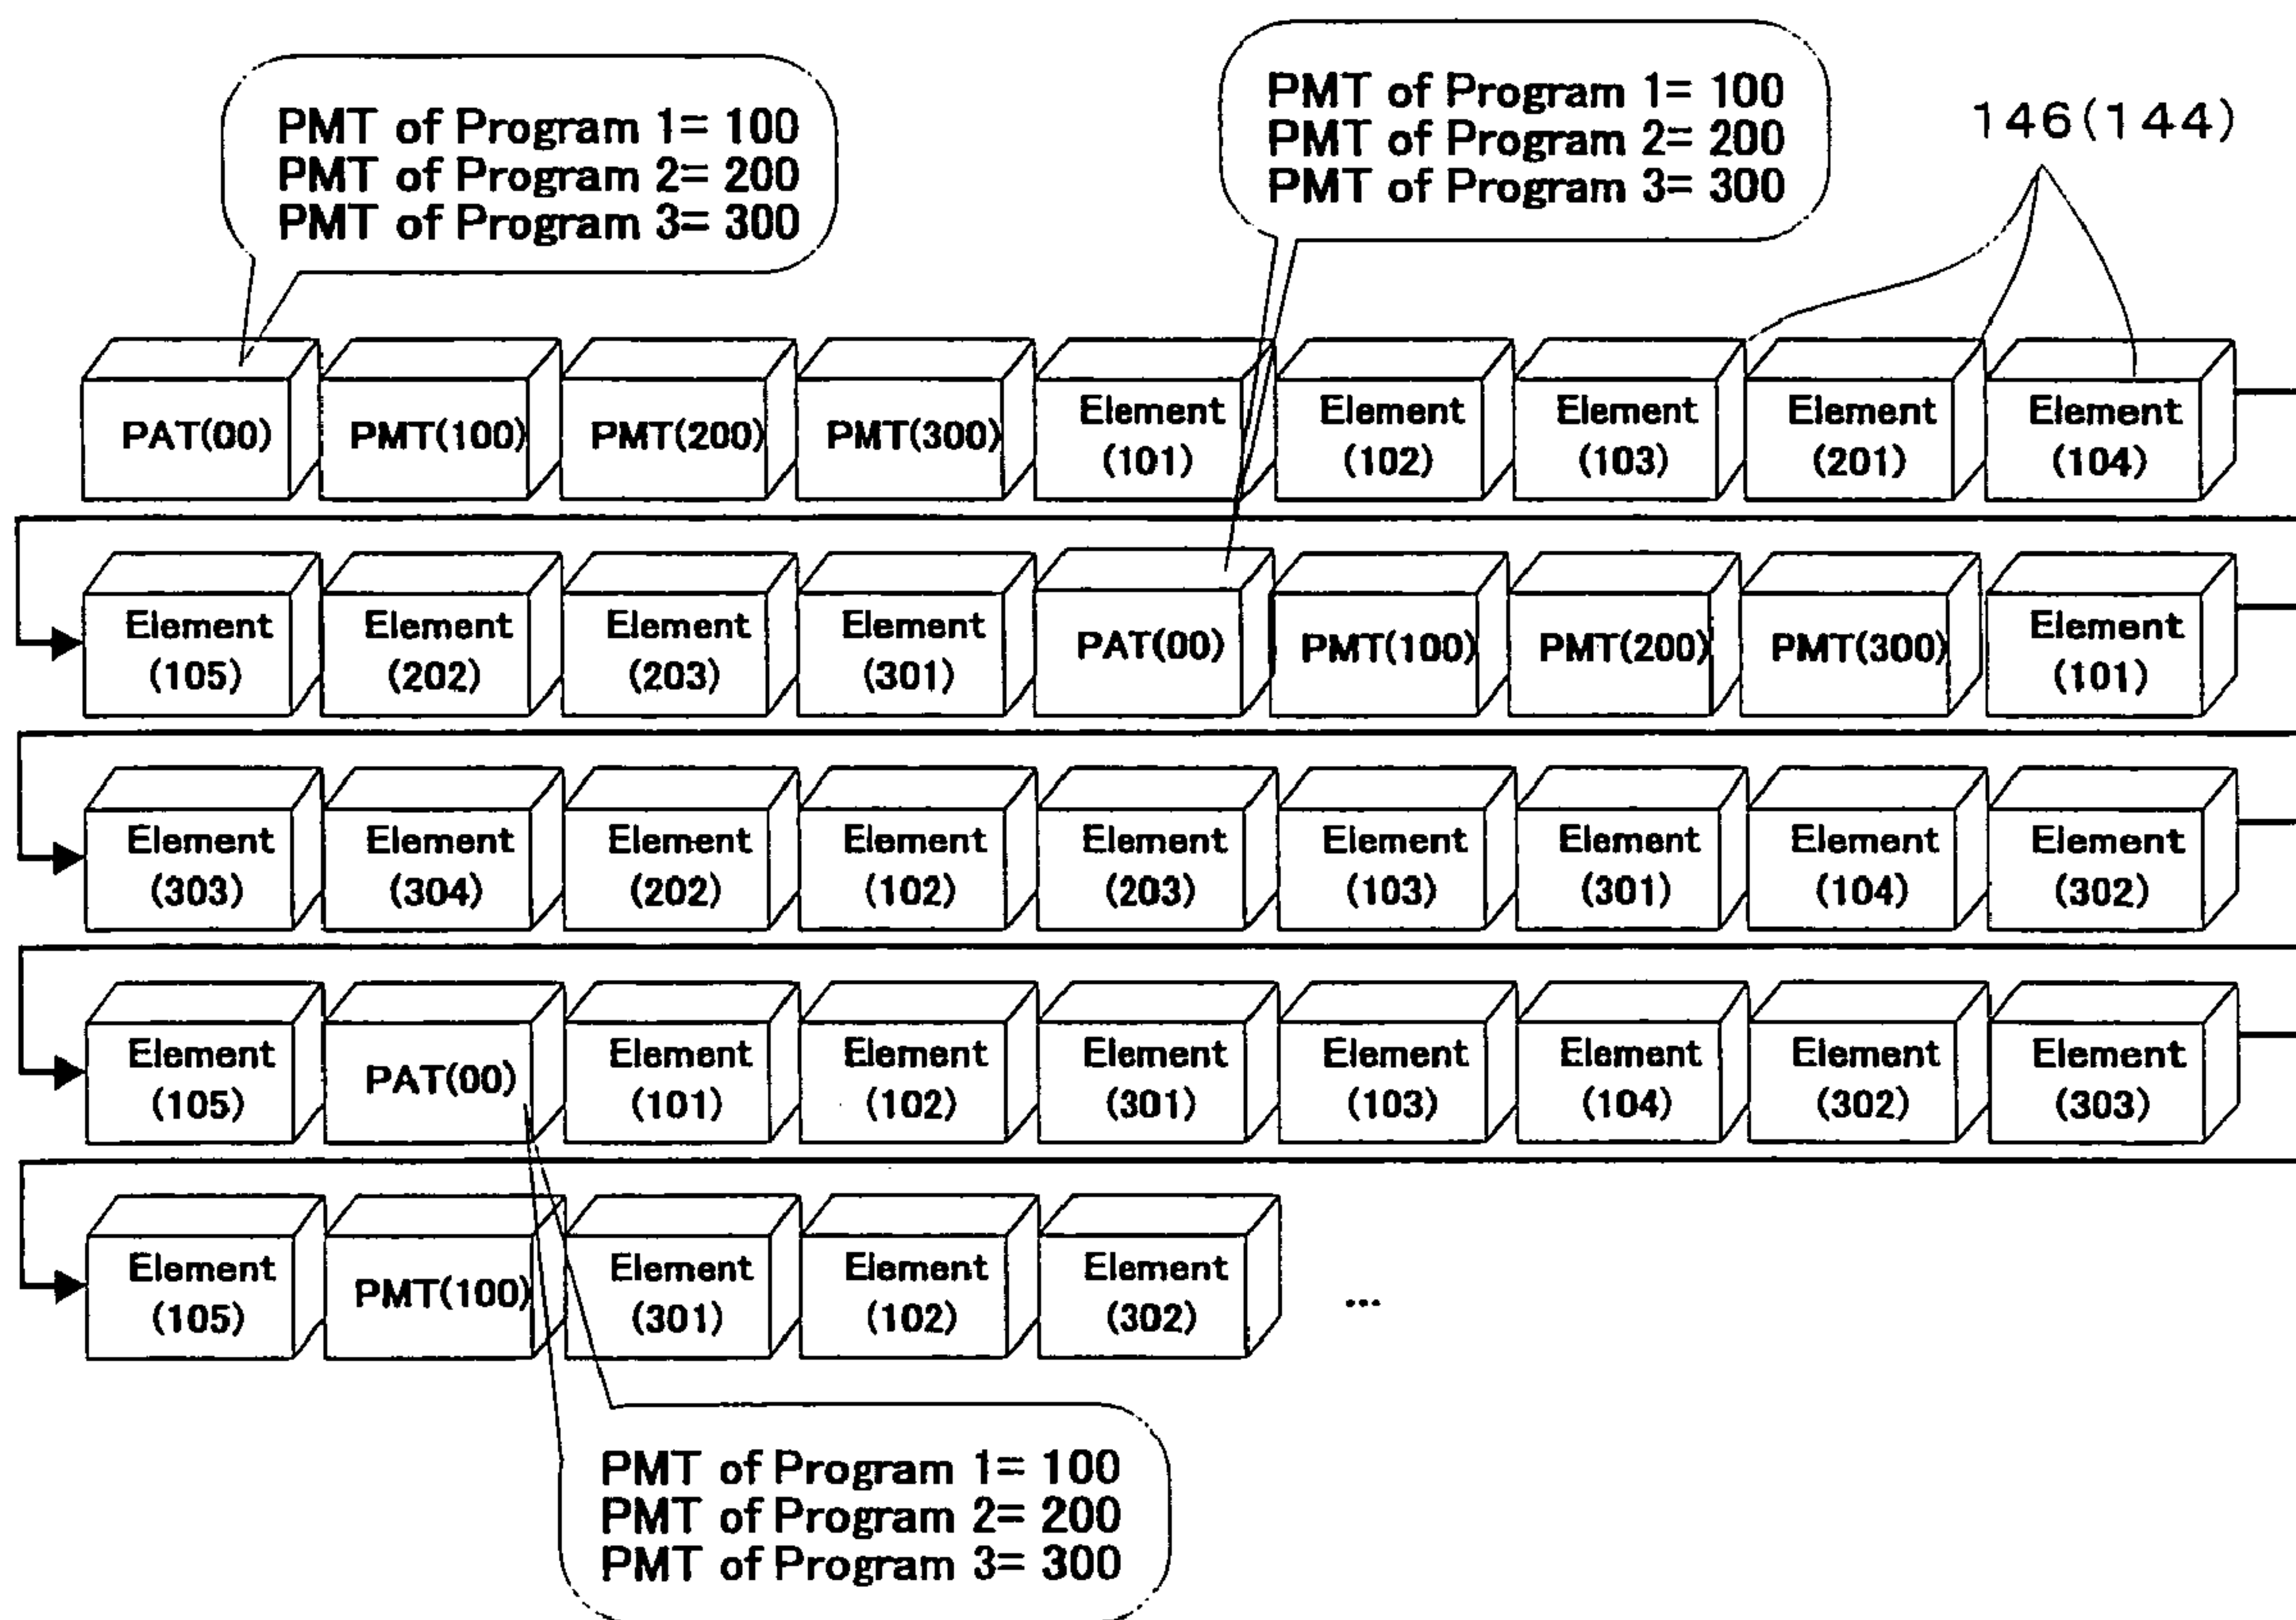 PMT of Program 1= 100
PMT of Program 2= 200
PMT of Program 3= 300
PMT of Program 1= 100
PMT of Program 2= 200
PMT of Program 3= 300
146(144)
PAT(00)
PMT(100)
PMT(200)
PMT(300)
Element
(101)
Element
(102)
Element
(103)
Element
(201)
Element
(104)
Element
(105)
Element
(202)
Element
(203)
Element
(301)
PAT(00)
PMT(100)
PMT(200)
PMT(300)
Element
(101)
Element
(303)
Element
(304)
Element
(202)
Element
(102)
Element
(203)
Element
(103)
Element
(301)
Element
(104)
Element
(302)
Element
(105)
PAT(00)
Element
(101)
Element
(102)
Element
(301)
Element
(103)
Element
(104)
Element
(302)
Element
(303)
Element
(105)
PMT(100)
Element
(301)
Element
(102)
Element
(302)
...
PMT of Program 1= 100
PMT of Program 2= 200
PMT of Program 3= 300